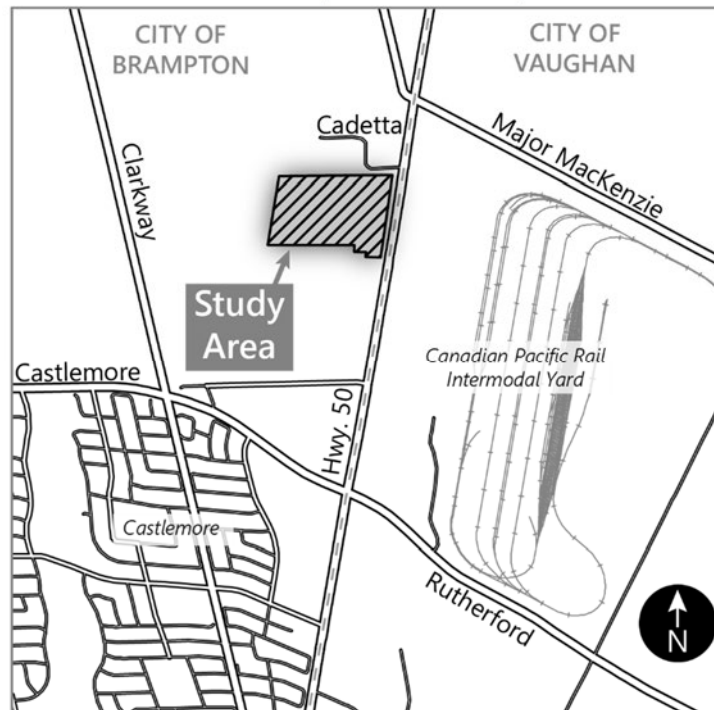 CITY OF
BRAMPTON
CITY OF
VAUGHAN
Cadetta
Major MacKenzie
Clarkway
Study
Area
Canadian Pacific Rail
Intermodal Yard
Castlemore
Hwy. 50
Castlemore
Rutherford
N